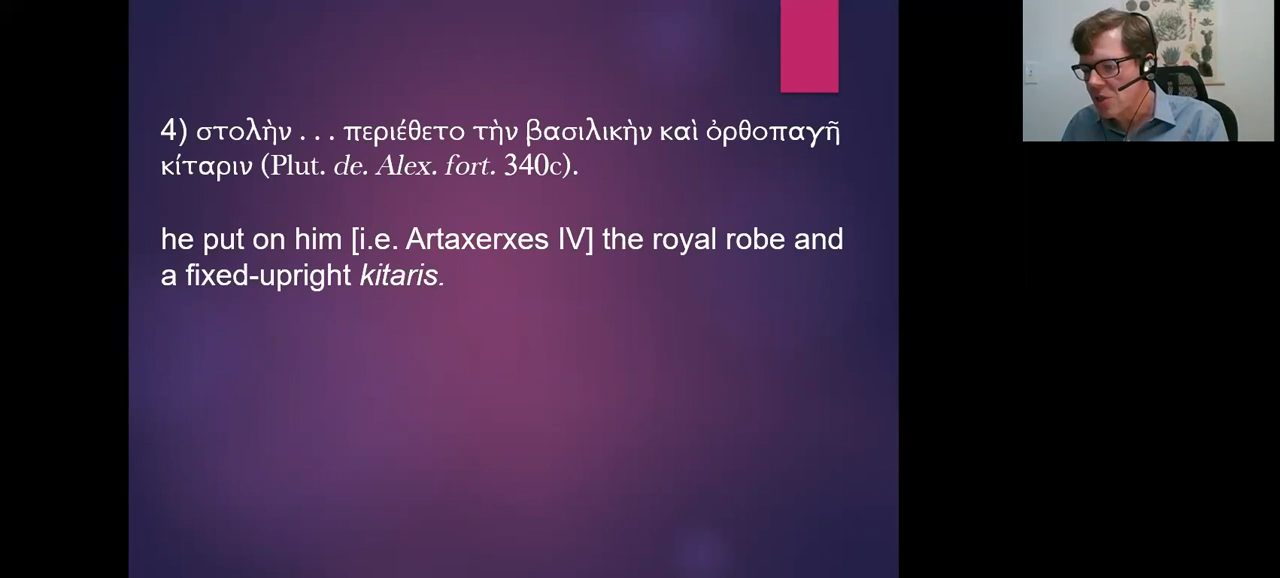 4) στολὴν . . . περιέθετο τὴν βασιλικὴν καὶ ὀρθοπαγῆ
κίταριν (Plut. de. Alex. fort. 340c).
he put on him [i.e. Artaxerxes IV] the royal robe and
a fixed-upright kitaris.